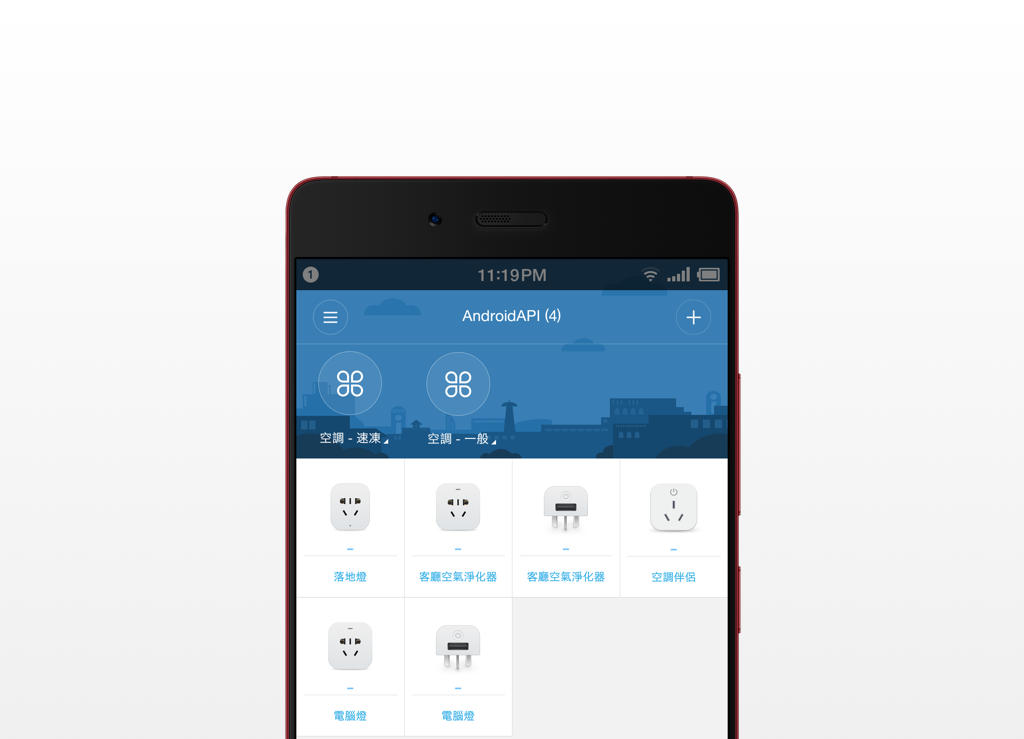 1
11:19PM
AndroidAPI (4)
空調 - 速凍
空調 - 一般
落地燈
客廳空氣淨化器
客廳空氣淨化器
空調伴侶
電腦燈
電腦燈